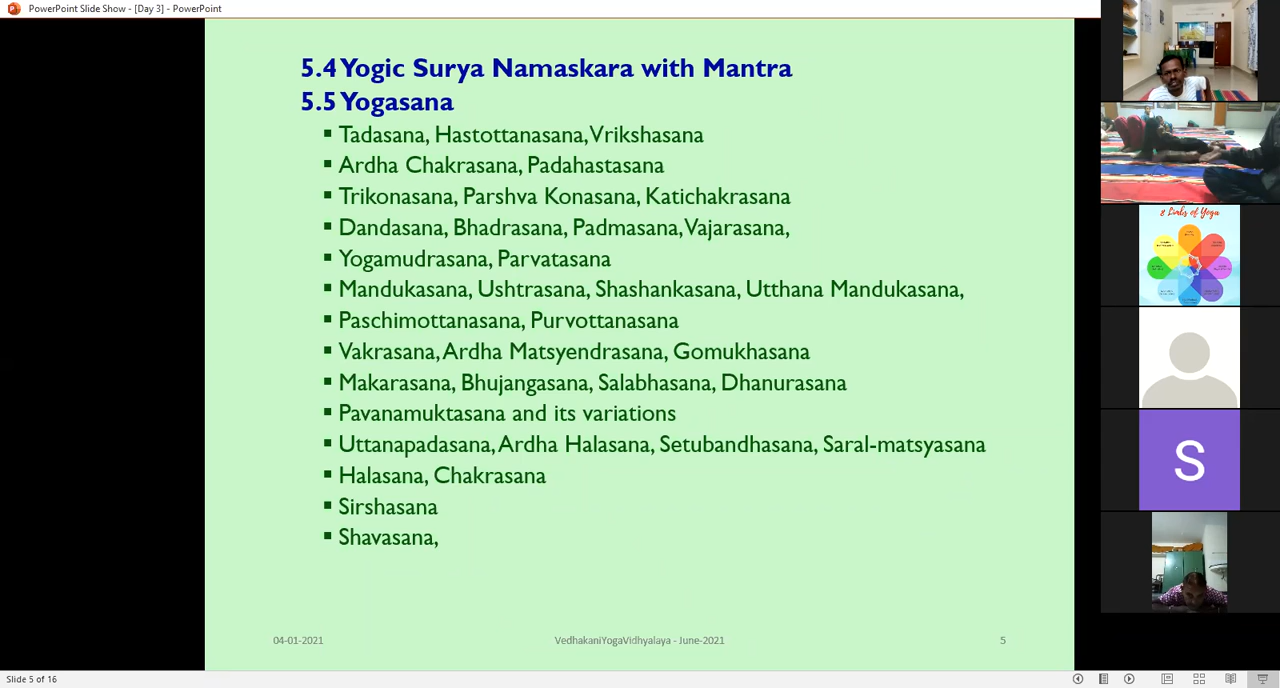 PowerPoint Slide Show - [Day 3] - PowerPoint
5.4 Yogic Surya Namaskara with Mantra
5.5 Yogasana
▪ Tadasana, Hastottanasana, Vrikshasana
▪ Ardha Chakrasana, Padahastasana
▪ Trikonasana, Parshva Konasana, Katichakrasana
▪ Dandasana, Bhadrasana, Padmasana, Vajarasana,
▪ Yogamudrasana, Parvatasana
▪ Mandukasana, Ushtrasana, Shashankasana, Utthana Mandukasana,
▪ Paschimottanasana, Purvottanasana
▪ Vakrasana, Ardha Matsyendrasana, Gomukhasana
▪ Makarasana, Bhujangasana, Salabhasana, Dhanurasana
▪ Pavanamuktasana and its variations
▪ Uttanapadasana, Ardha Halasana, Setubandhasana, Saral-matsyasana
▪ Halasana, Chakrasana
▪ Sirshasana
▪ Shavasana,
04-01-2021
VedhakaniYogaVidhyalaya - June-2021
5
Slide 5 of 16
8 Limbs of Yoga
S